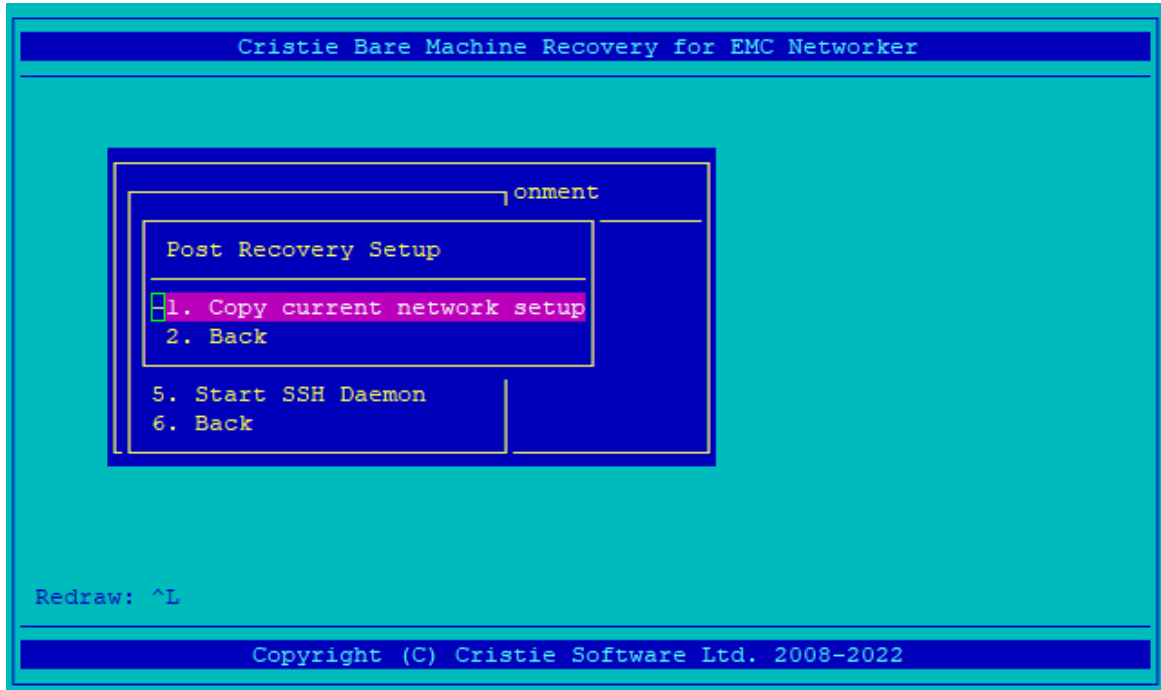 Cristie Bare Machine Recovery for EMC Networker
onment
Post Recovery Setup
1. Copy current network setup
2. Back
5. Start SSH Daemon
6. Back
Redraw: ^L
Copyright (C) Cristie Software Ltd. 2008-2022